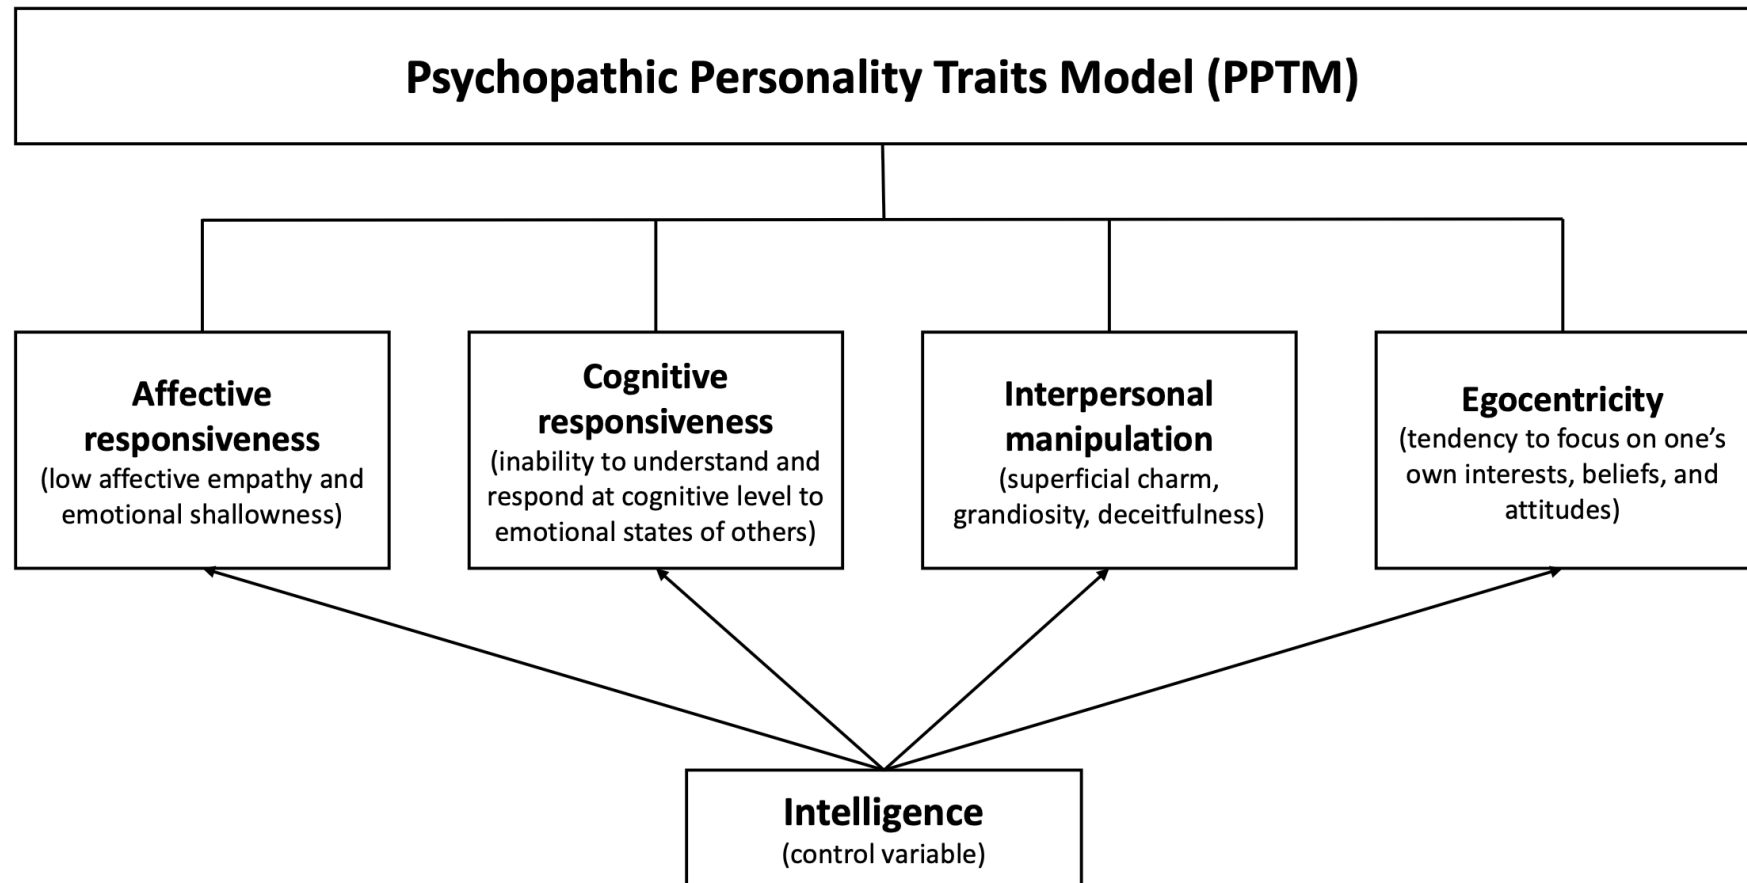 Psychopathic Personality Traits Model (PPTM)
Affective
responsiveness
(low affective empathy and
emotional shallowness)
Cognitive
responsiveness
(inability to understand and
respond at cognitive level to
emotional states of others)
Interpersonal
manipulation
(superficial charm,
grandiosity, deceitfulness)
Egocentricity
(tendency to focus on one’s
own interests, beliefs, and
attitudes)
Intelligence
(control variable)